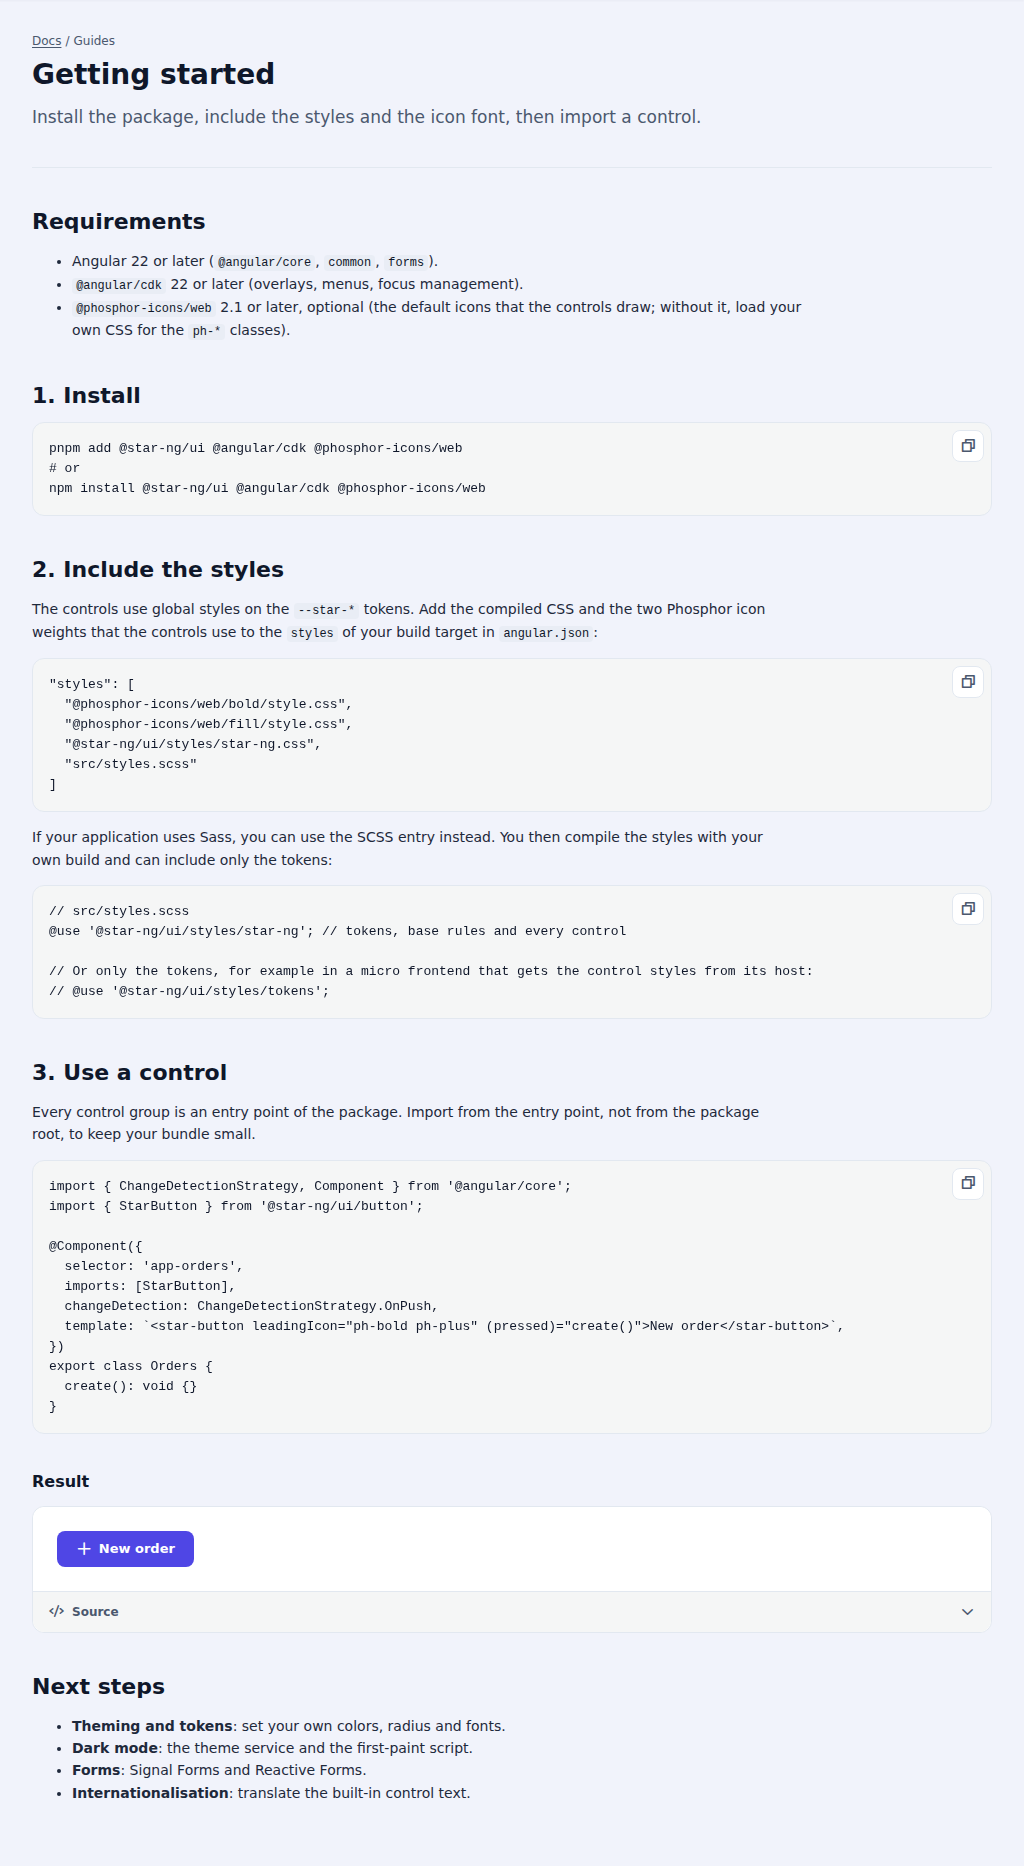 Docs / Guides
Getting started
Install the package, include the styles and the icon font, then import a control.
Requirements
• Angular 22 or later ( @angular/core , common , forms ).
• @angular/cdk 22 or later (overlays, menus, focus management).
• @phosphor-icons/web 2.1 or later, optional (the default icons that the controls draw; without it, load your
own CSS for the ph-* classes).
1. Install
pnpm add @star-ng/ui @angular/cdk @phosphor-icons/web
# or
npm install @star-ng/ui @angular/cdk @phosphor-icons/web
2. Include the styles
The controls use global styles on the --star-* tokens. Add the compiled CSS and the two Phosphor icon
weights that the controls use to the styles of your build target in angular.json :
"styles": [
  "@phosphor-icons/web/bold/style.css",
  "@phosphor-icons/web/fill/style.css",
  "@star-ng/ui/styles/star-ng.css",
  "src/styles.scss"
]
If your application uses Sass, you can use the SCSS entry instead. You then compile the styles with your
own build and can include only the tokens:
// src/styles.scss
@use '@star-ng/ui/styles/star-ng'; // tokens, base rules and every control
// Or only the tokens, for example in a micro frontend that gets the control styles from its host:
// @use '@star-ng/ui/styles/tokens';
3. Use a control
Every control group is an entry point of the package. Import from the entry point, not from the package
root, to keep your bundle small.
import { ChangeDetectionStrategy, Component } from '@angular/core';
import { StarButton } from '@star-ng/ui/button';
@Component({
  selector: 'app-orders',
  imports: [StarButton],
  changeDetection: ChangeDetectionStrategy.OnPush,
  template: `<star-button leadingIcon="ph-bold ph-plus" (pressed)="create()">New order</star-button>`,
})
export class Orders {
  create(): void {}
}
Result
New order
Source
Next steps
• Theming and tokens: set your own colors, radius and fonts.
• Dark mode: the theme service and the first-paint script.
• Forms: Signal Forms and Reactive Forms.
• Internationalisation: translate the built-in control text.